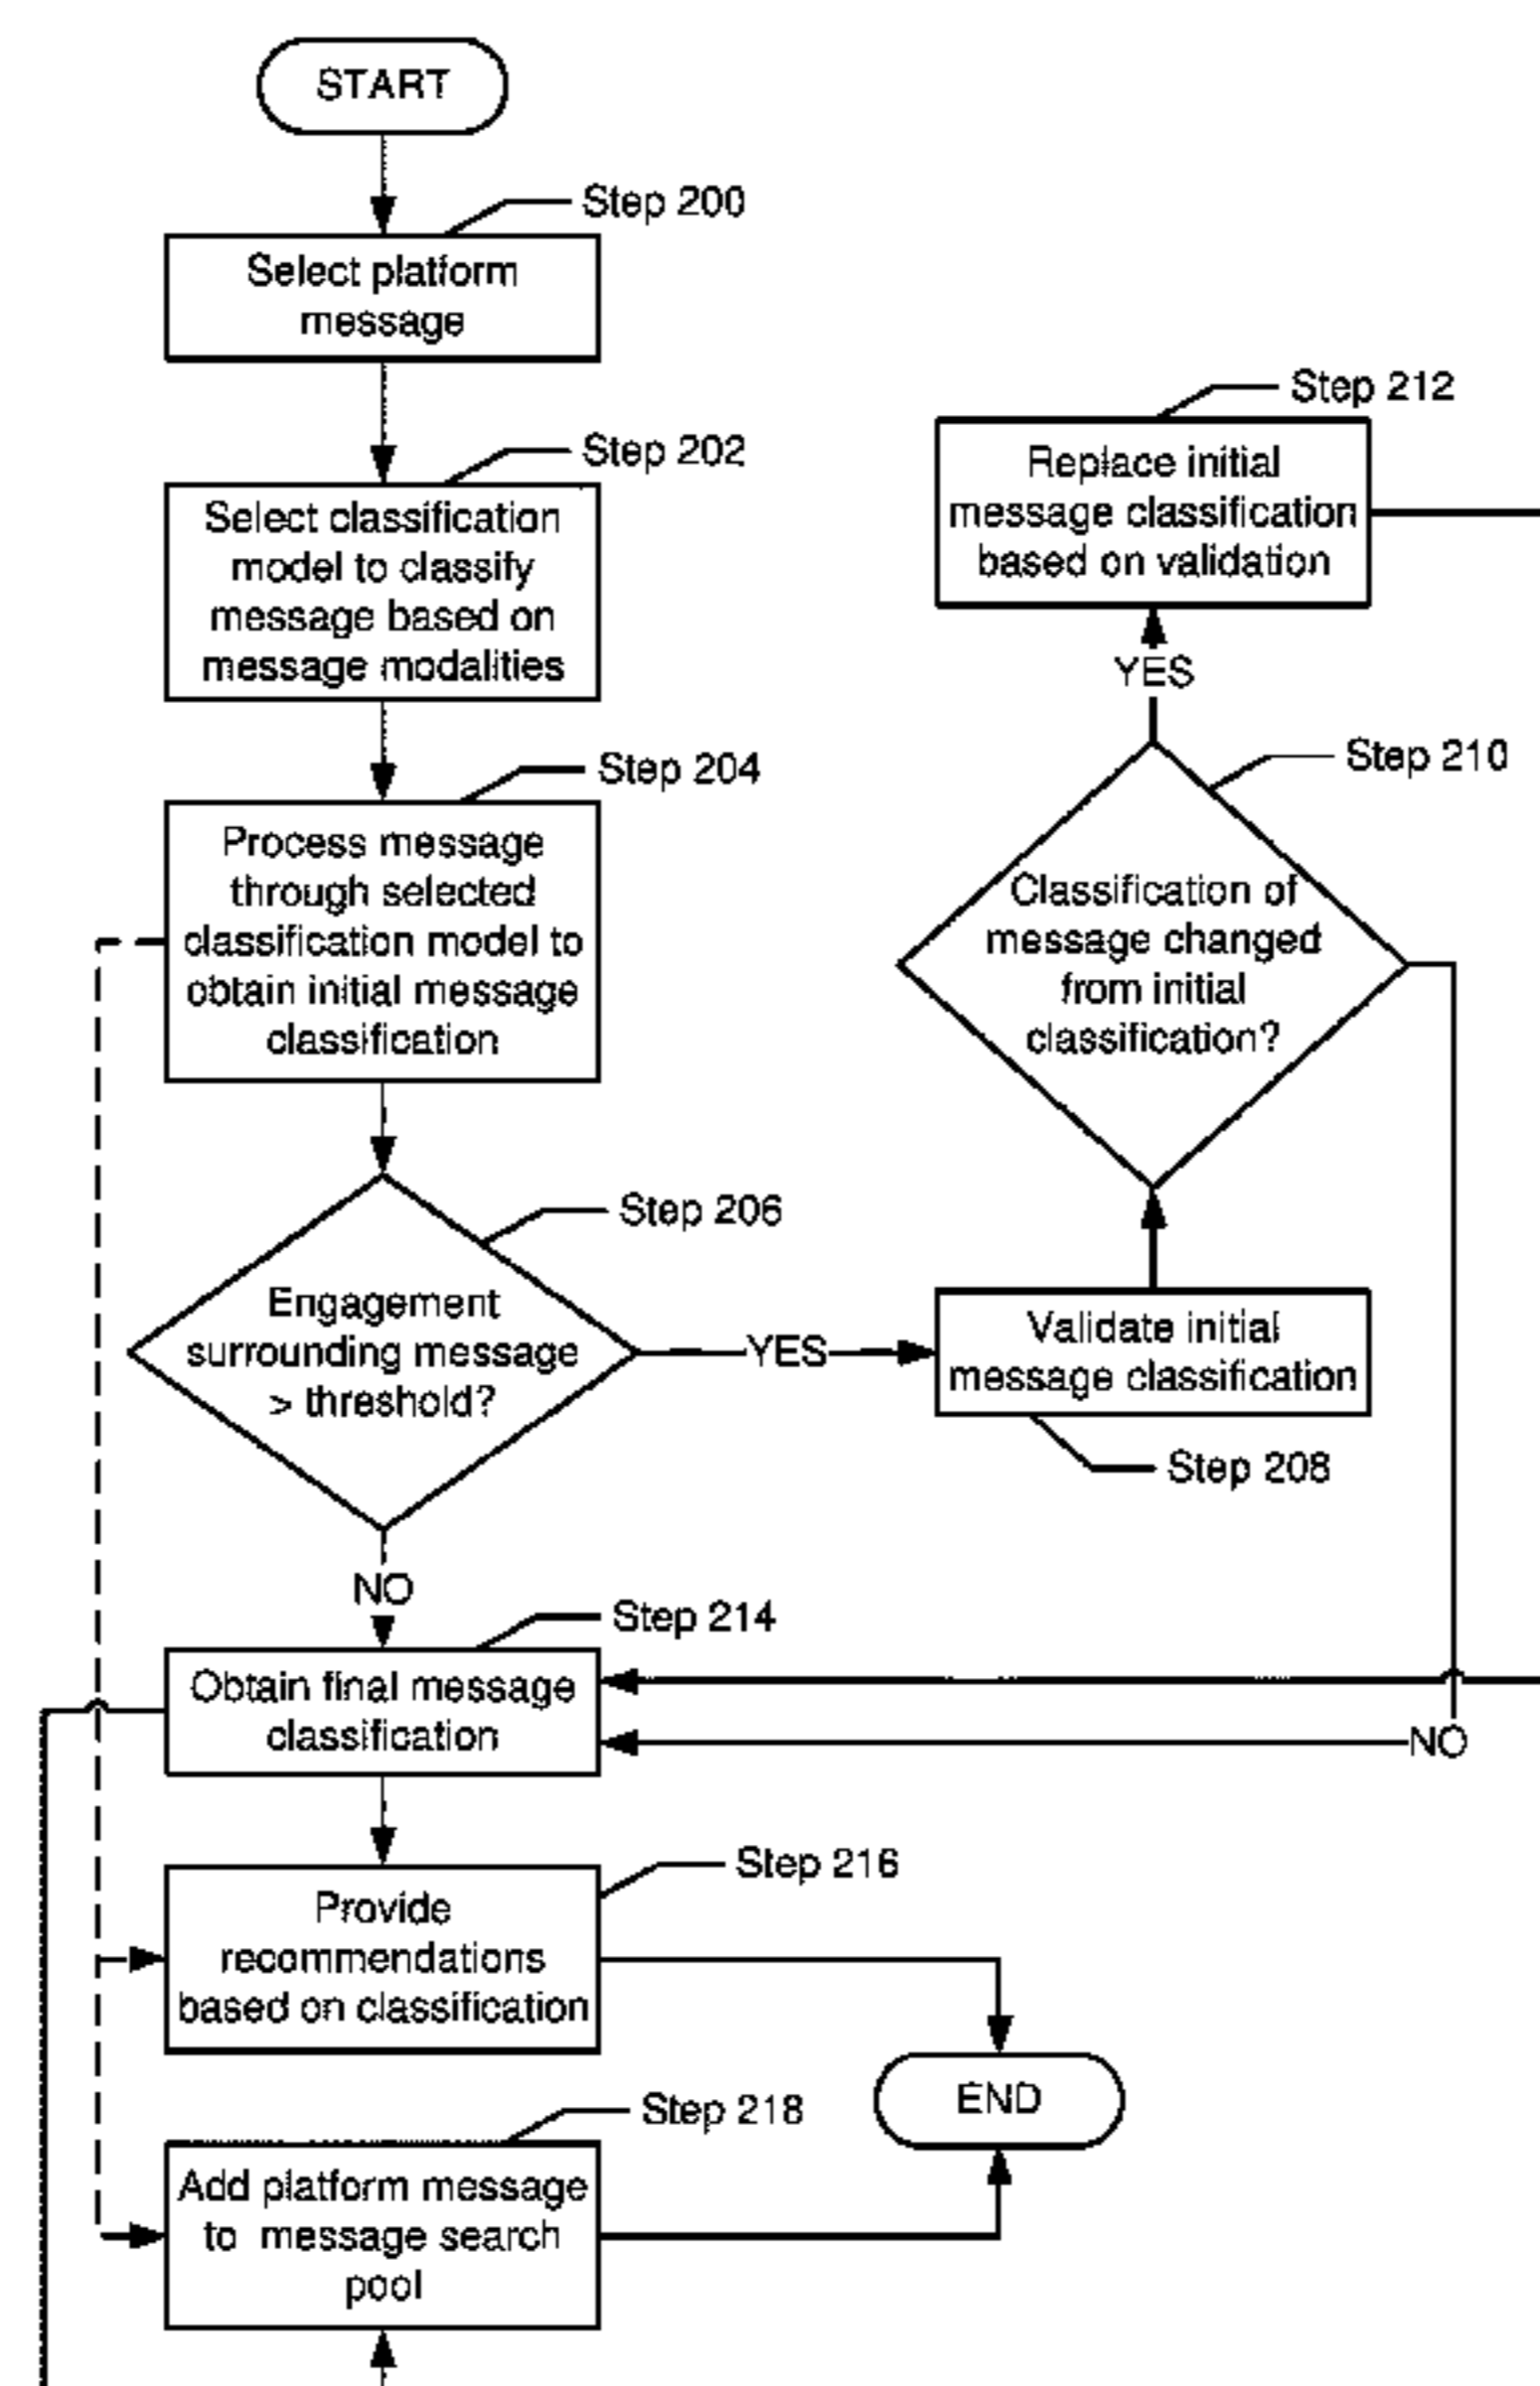 START
Step 200
Select platform
message
Step 202
Select classification
model to classify
message based on
message modalities
Step 204
Process message
through selected
classification model to
obtain initial message
classification
Step 206
Engagement
surrounding message
> threshold?
YES
Validate initial
message classification
Step 208
Step 210
Classification of
message changed
from initial
classification?
YES
Step 212
Replace initial
message classification
based on validation
NO
NO
Step 214
Obtain final message
classification
Step 216
Provide
recommendations
based on classification
Step 218
Add platform message
to message search
pool
END